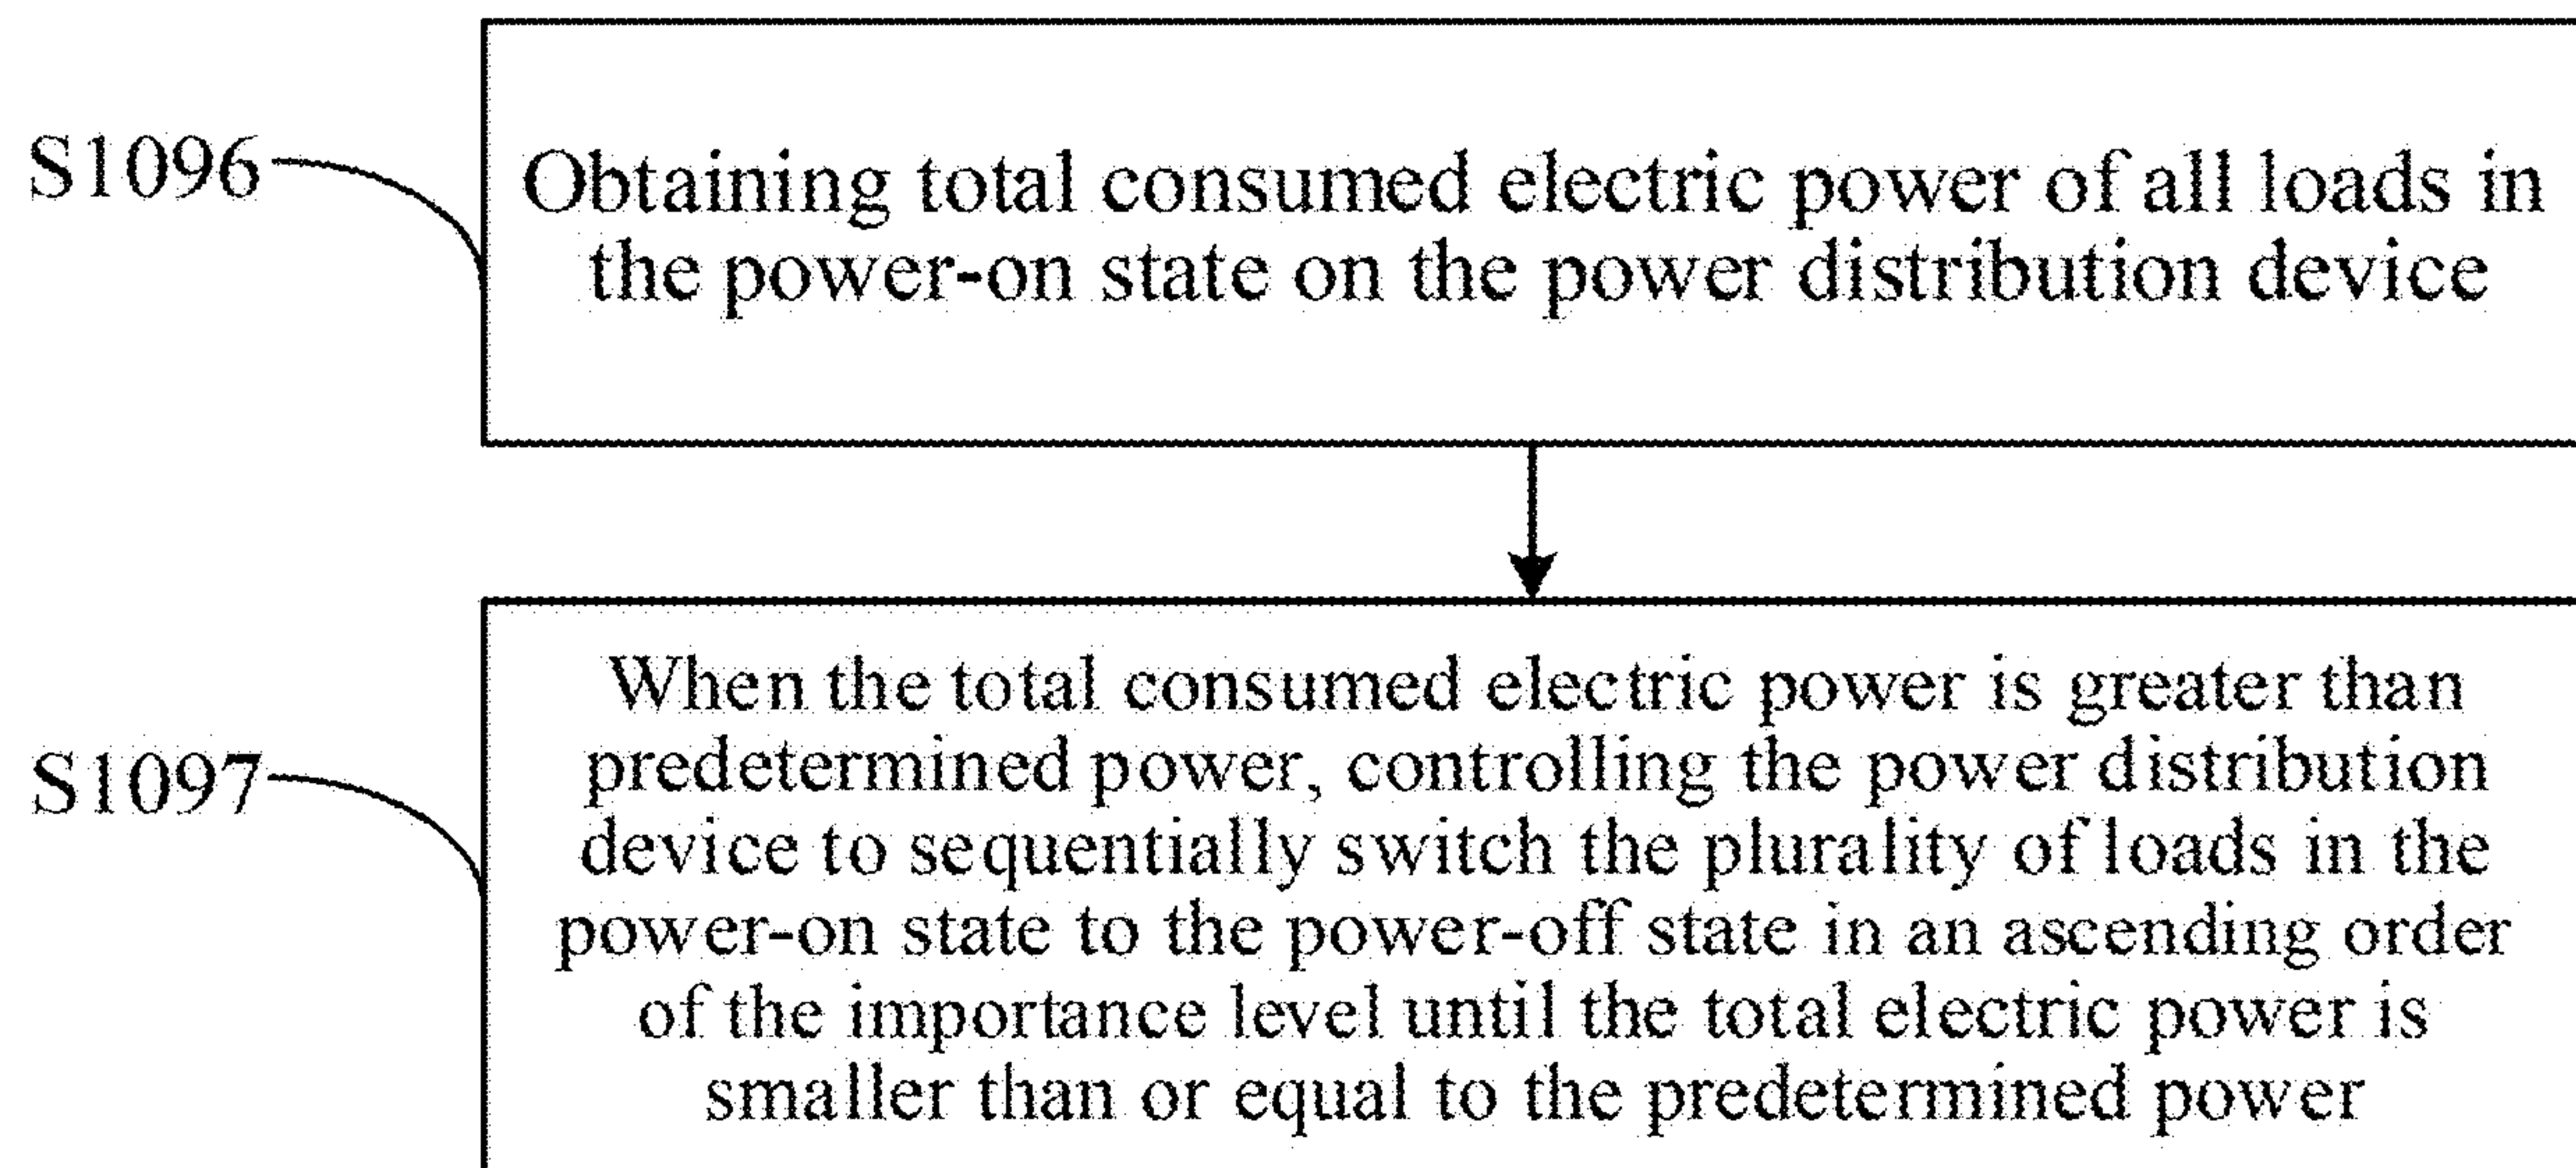 S1096
Obtaining total consumed electric power of all loads in
the power-on state on the power distribution device
S1097
When the total consumed electric power is greater than
predetermined power, controlling the power distribution
device to sequentially switch the plurality of loads in the
power-on state to the power-off state in an ascending order
of the importance level until the total electric power is
smaller than or equal to the predetermined power